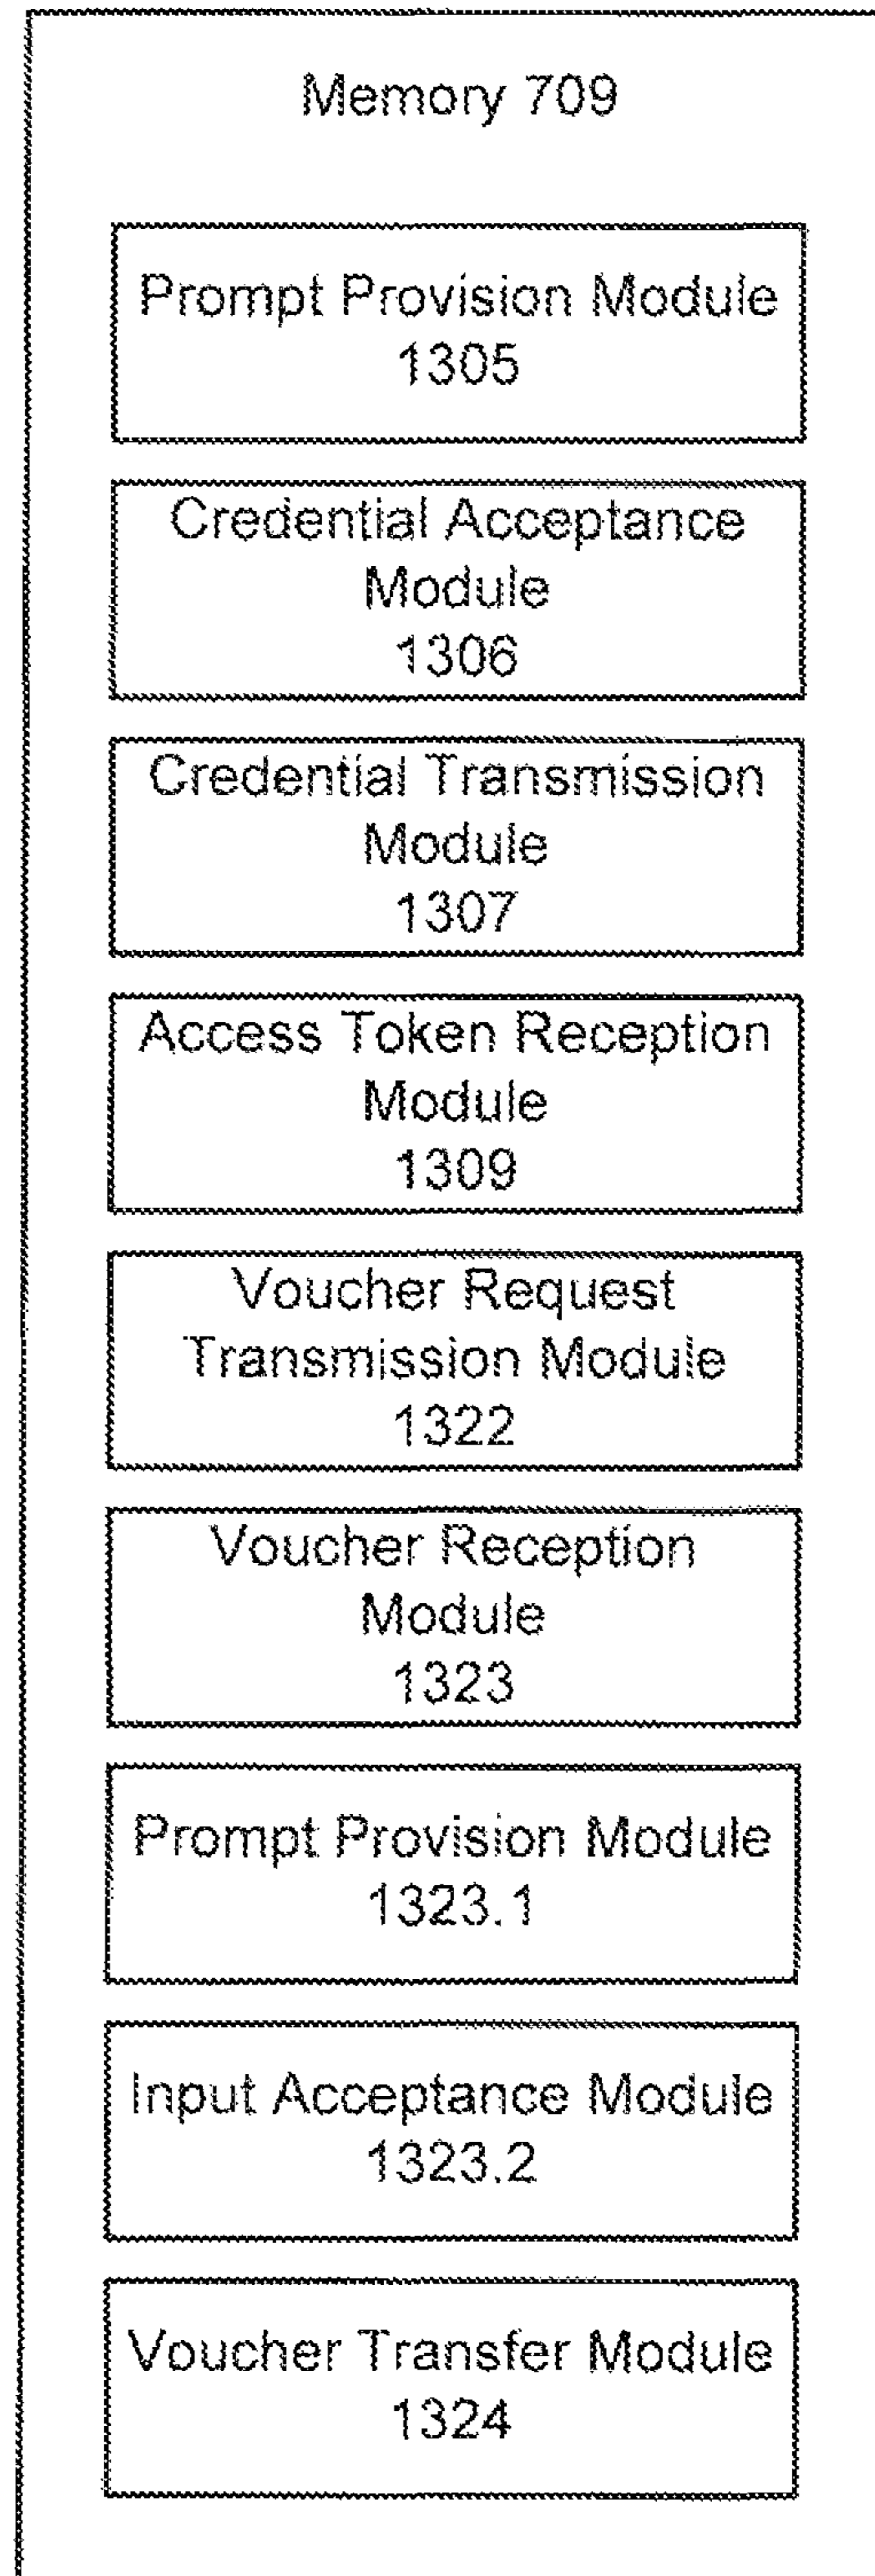 Memory 709
Prompt Provision Module
1305
Credential Acceptance
Module
1306
Credential Transmission
Module
1307
Access Token Reception
Module
1309
Voucher Request
Transmission Module
1322
Voucher Reception
Module
1323
Prompt Provision Module
1323.1
Input Acceptance Module
1323.2
Voucher Transfer Module
1324